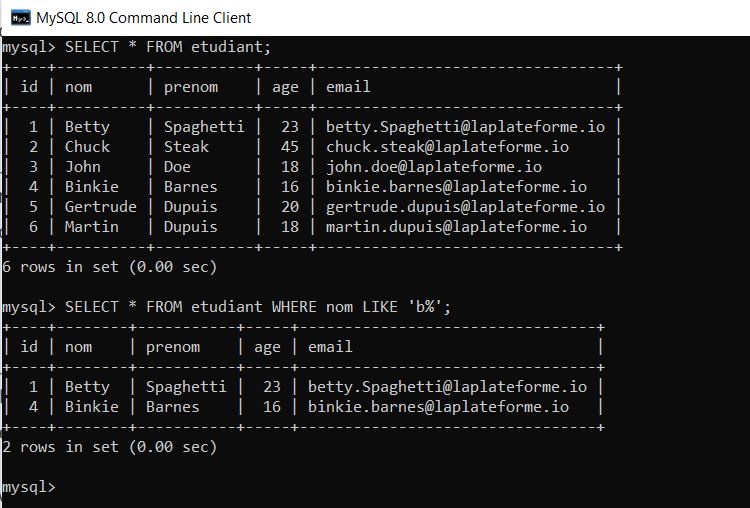 MySQL 8.0 Command Line Client
mysql> SELECT * FROM etudiant;
+----+----------+-----------+-----+--------------------------------+
| id | nom      | prenom    | age | email                          |
+----+----------+-----------+-----+--------------------------------+
|  1 | Betty    | Spaghetti |  23 | betty.Spaghetti@laplateforme.io |
|  2 | Chuck    | Steak     |  45 | chuck.steak@laplateforme.io     |
|  3 | John     | Doe       |  18 | john.doe@laplateforme.io        |
|  4 | Binkie   | Barnes    |  16 | binkie.barnes@laplateforme.io   |
|  5 | Gertrude | Dupuis    |  20 | gertrude.dupuis@laplateforme.io |
|  6 | Martin   | Dupuis    |  18 | martin.dupuis@laplateforme.io   |
+----+----------+-----------+-----+--------------------------------+
6 rows in set (0.00 sec)
mysql> SELECT * FROM etudiant WHERE nom LIKE 'b%';
+----+--------+-----------+-----+---------------------------------+
| id | nom    | prenom    | age | email                           |
+----+--------+-----------+-----+---------------------------------+
|  1 | Betty  | Spaghetti |  23 | betty.Spaghetti@laplateforme.io |
|  4 | Binkie | Barnes    |  16 | binkie.barnes@laplateforme.io   |
+----+--------+-----------+-----+---------------------------------+
2 rows in set (0.00 sec)
mysql>